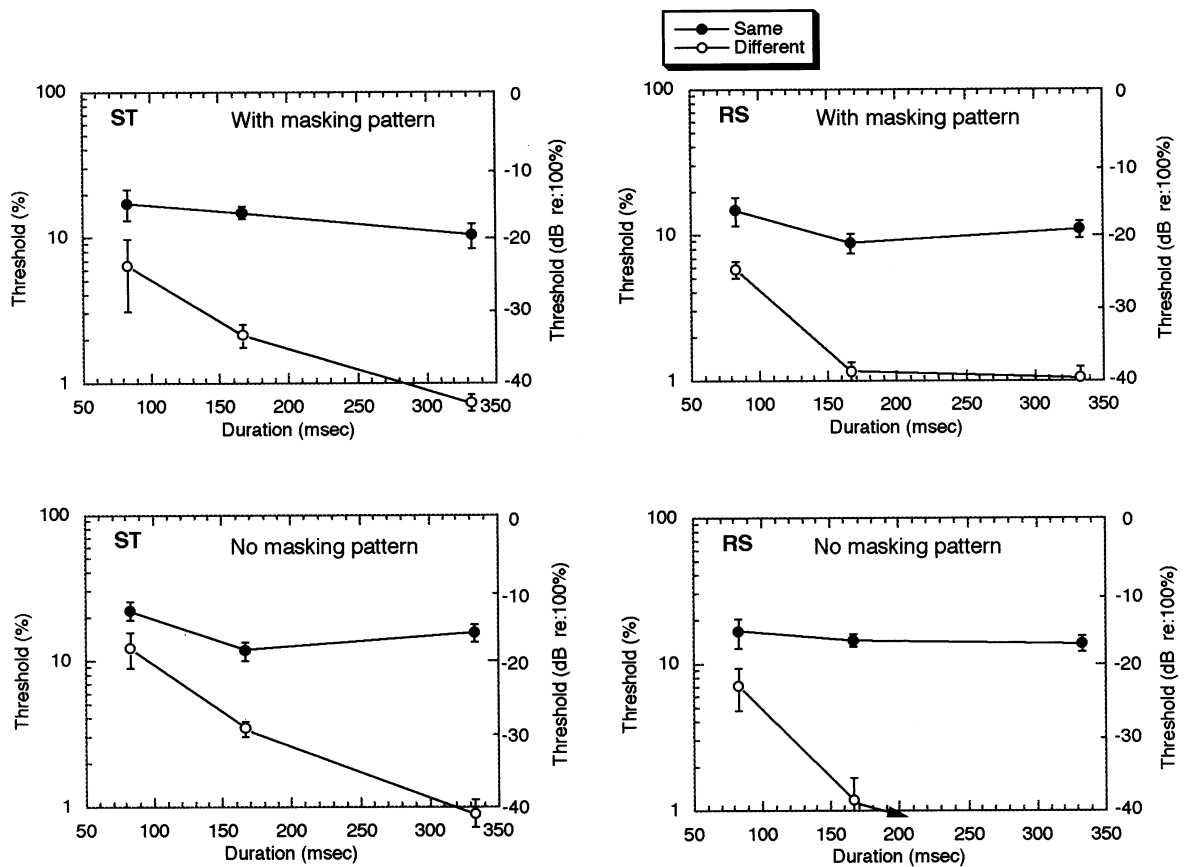 Same
Different
ST With masking pattern
100
10
1
0
-10
-20
-30
-40
50 100 150 200 250 300 350
Threshold (%)
Threshold (dB re:100%)
Duration (msec)
RS With masking pattern
100
10
1
0
-10
-20
-30
-40
50 100 150 200 250 300 350
Threshold (%)
Threshold (dB re:100%)
Duration (msec)
ST No masking pattern
100
10
1
0
-10
-20
-30
-40
50 100 150 200 250 300 350
Threshold (%)
Threshold (dB re:100%)
Duration (msec)
RS No masking pattern
100
10
1
0
-10
-20
-30
-40
50 100 150 200 250 300 350
Threshold (%)
Threshold (dB re:100%)
Duration (msec)